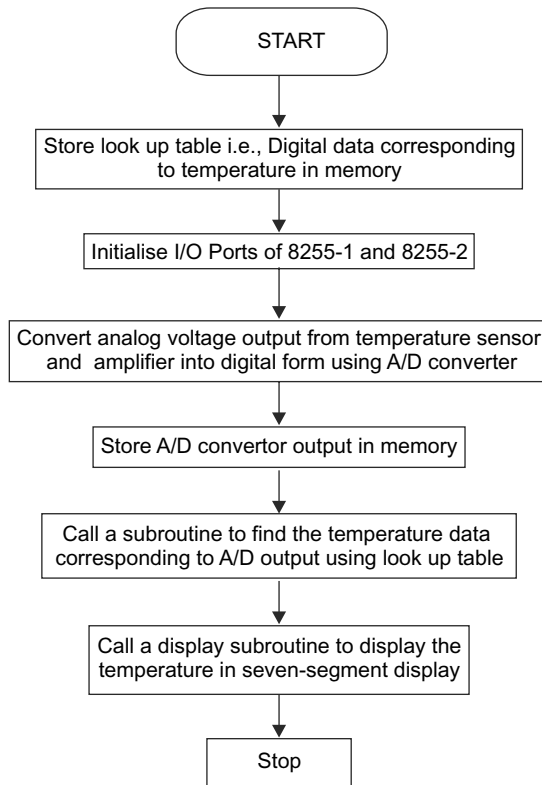 START
Store look up table i.e., Digital data corresponding
to temperature in memory
Initialise I/O Ports of 8255-1 and 8255-2
Convert analog voltage output from temperature sensor
and amplifier into digital form using A/D converter
Store A/D convertor output in memory
Call a subroutine to find the temperature data
corresponding to A/D output using look up table
Call a display subroutine to display the
temperature in seven-segment display
Stop